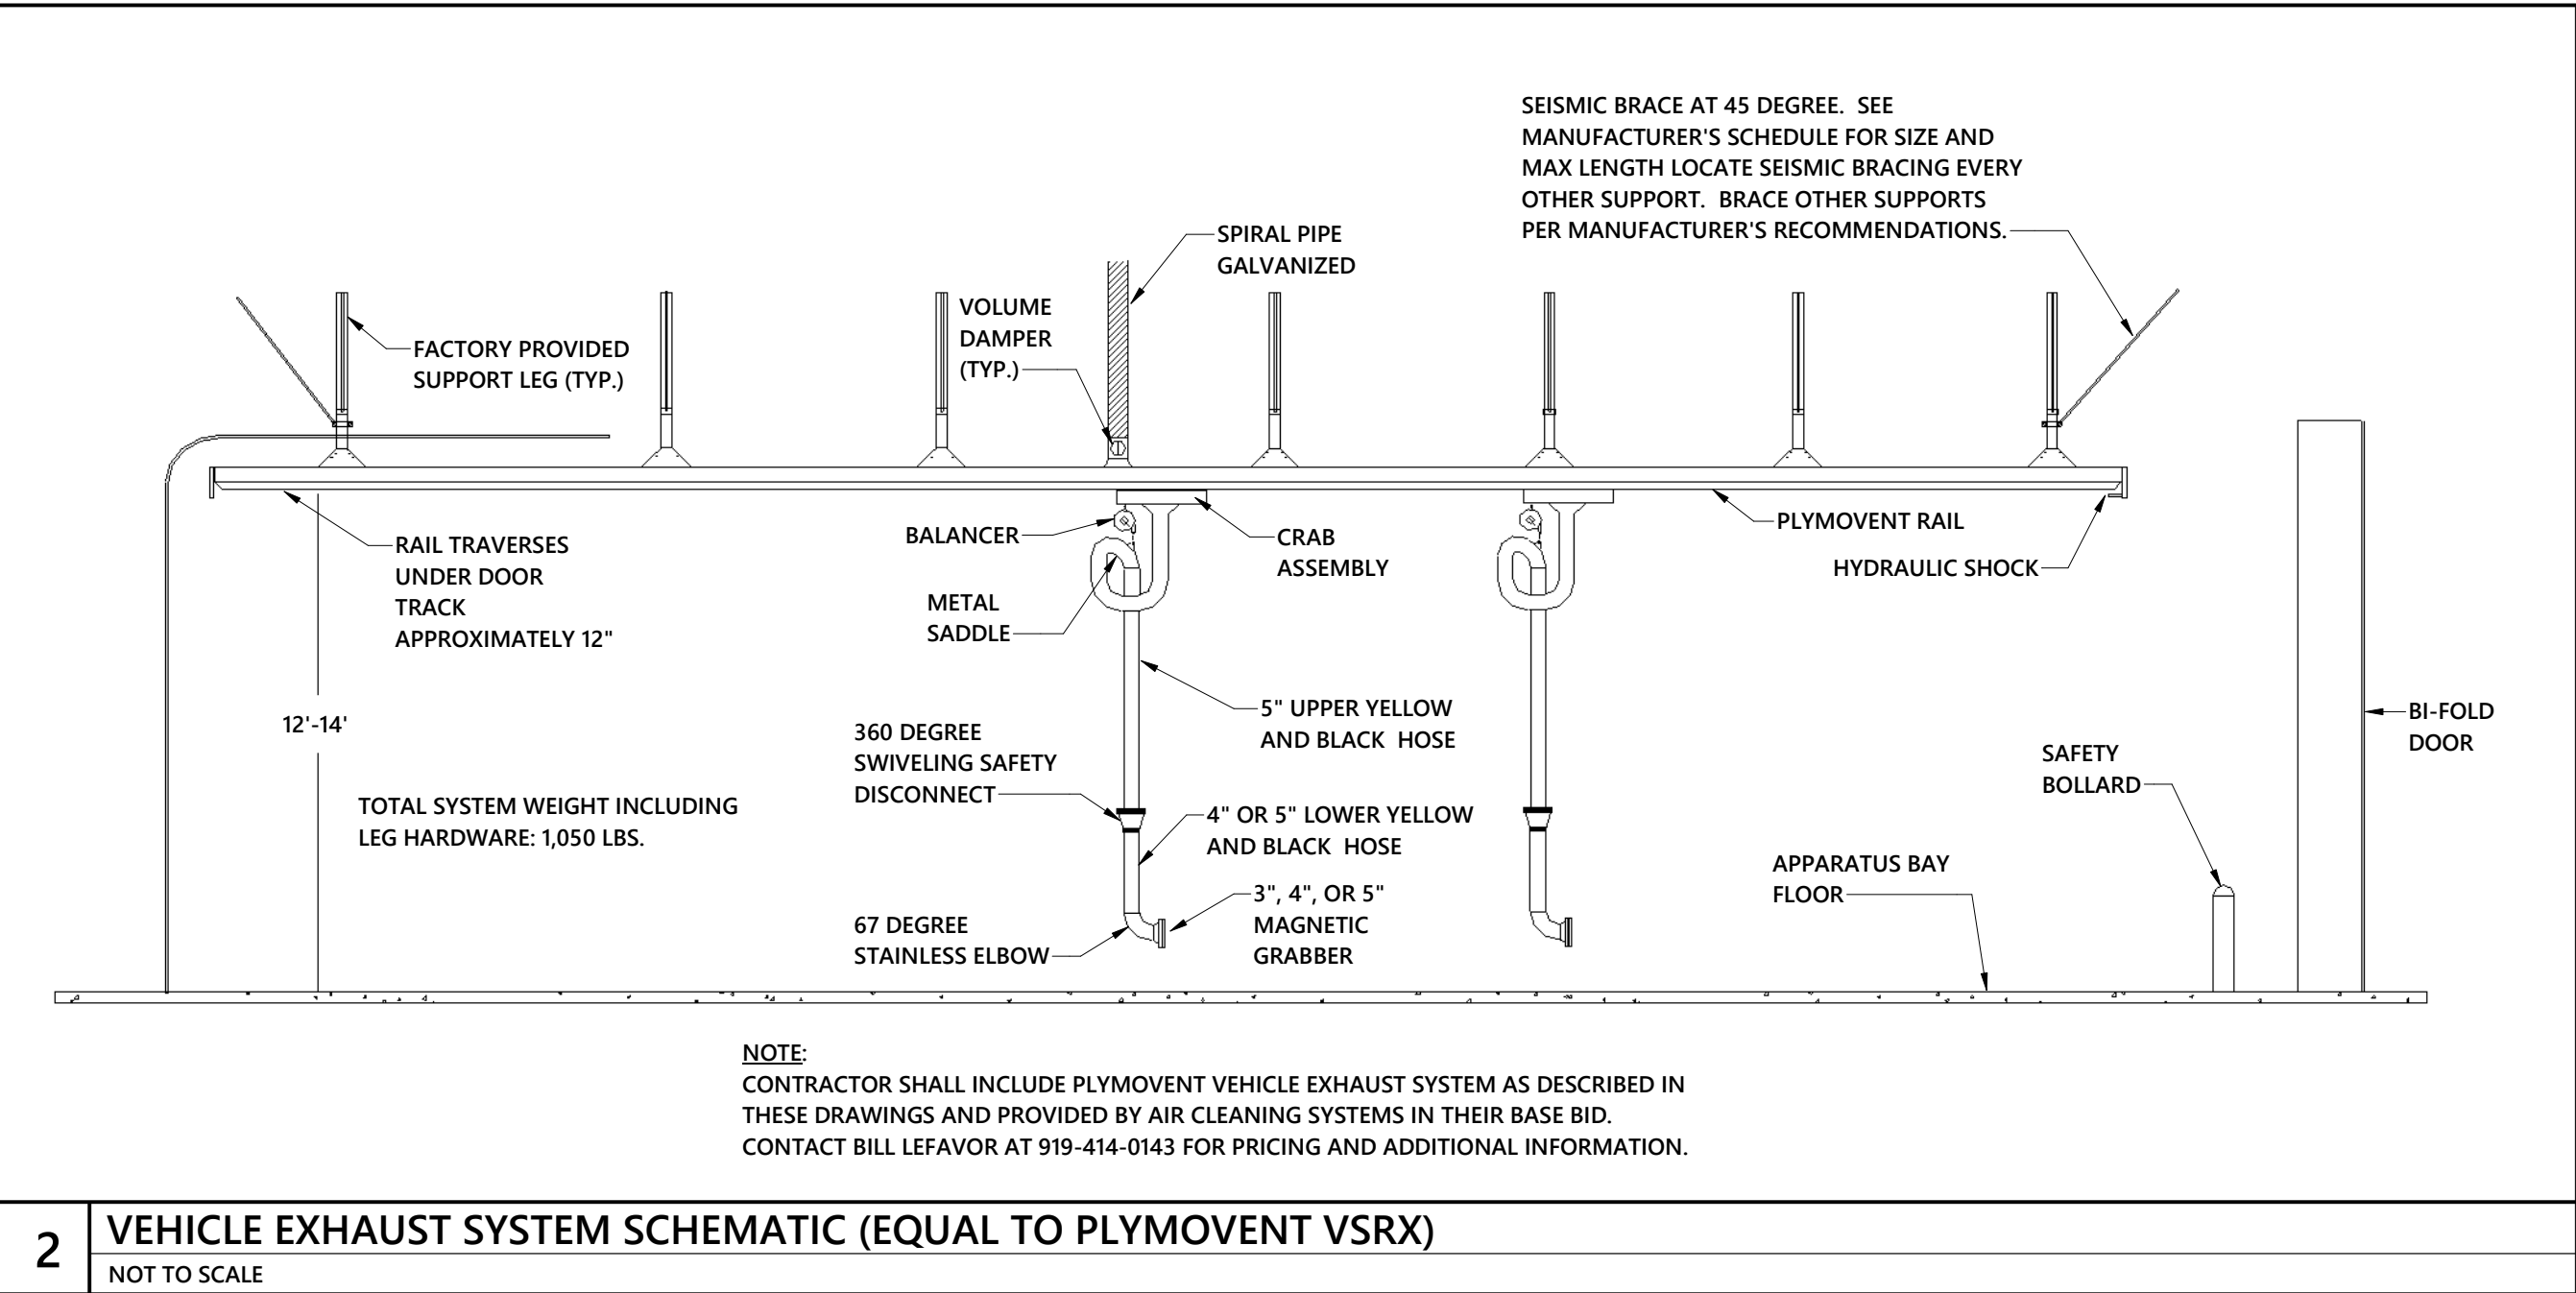 SEISMIC BRACE AT 45 DEGREE.  SEE
MANUFACTURER'S SCHEDULE FOR SIZE AND
MAX LENGTH LOCATE SEISMIC BRACING EVERY
OTHER SUPPORT.  BRACE OTHER SUPPORTS
PER MANUFACTURER'S RECOMMENDATIONS.
SPIRAL PIPE
GALVANIZED
VOLUME
DAMPER
(TYP.)
FACTORY PROVIDED
SUPPORT LEG (TYP.)
RAIL TRAVERSES
UNDER DOOR
TRACK
APPROXIMATELY 12"
BALANCER
CRAB
ASSEMBLY
PLYMOVENT RAIL
HYDRAULIC SHOCK
METAL
SADDLE
12'-14'
5" UPPER YELLOW
AND BLACK  HOSE
BI-FOLD
DOOR
360 DEGREE
SWIVELING SAFETY
DISCONNECT
SAFETY
BOLLARD
TOTAL SYSTEM WEIGHT INCLUDING
LEG HARDWARE: 1,050 LBS.
4" OR 5" LOWER YELLOW
AND BLACK  HOSE
APPARATUS BAY
FLOOR
3", 4", OR 5"
MAGNETIC
GRABBER
67 DEGREE
STAINLESS ELBOW
NOTE:
CONTRACTOR SHALL INCLUDE PLYMOVENT VEHICLE EXHAUST SYSTEM AS DESCRIBED IN
THESE DRAWINGS AND PROVIDED BY AIR CLEANING SYSTEMS IN THEIR BASE BID.
CONTACT BILL LEFAVOR AT 919-414-0143 FOR PRICING AND ADDITIONAL INFORMATION.
2
VEHICLE EXHAUST SYSTEM SCHEMATIC (EQUAL TO PLYMOVENT VSRX)
NOT TO SCALE